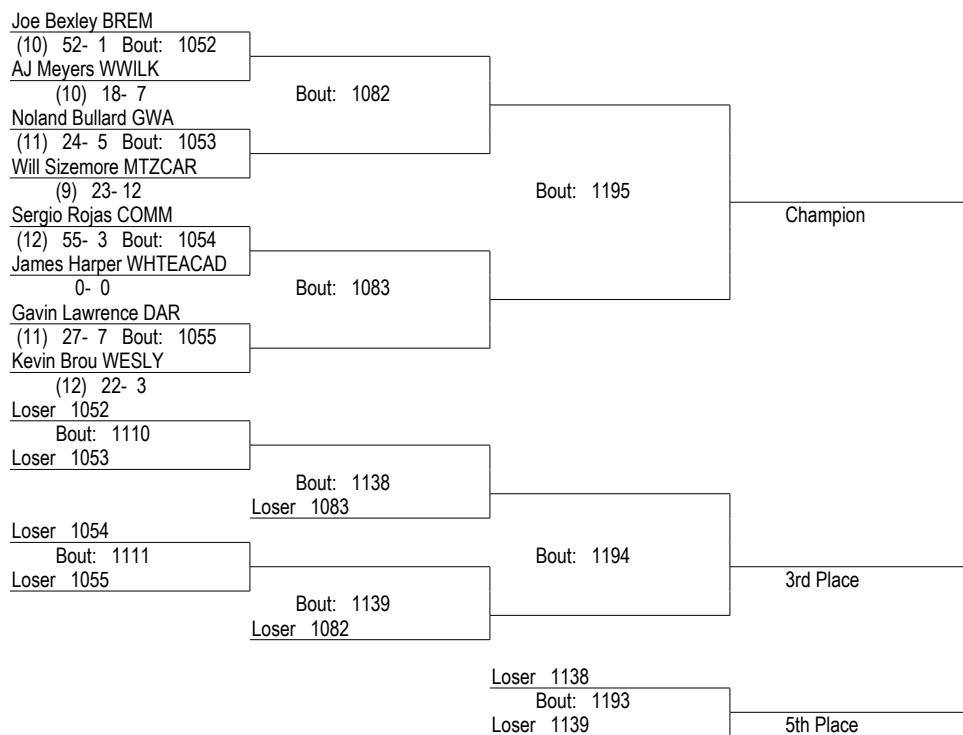 Joe Bexley BREM
(10) 52- 1 Bout: 1052
AJ Meyers WWILK
(10) 18- 7
Bout: 1082
Noland Bullard GWA
(11) 24- 5 Bout: 1053
Will Sizemore MTZCAR
(9) 23- 12
Bout: 1195
Sergio Rojas COMM
Champion
(12) 55- 3 Bout: 1054
James Harper WHTEACAD
0- 0
Bout: 1083
Gavin Lawrence DAR
(11) 27- 7 Bout: 1055
Kevin Brou WESLY
(12) 22- 3
Loser 1052
Bout: 1110
Loser 1053
Bout: 1138
Loser 1083
Loser 1054
Bout: 1111
Bout: 1194
Loser 1055
3rd Place
Bout: 1139
Loser 1082
Loser 1138
Bout: 1193
Loser 1139
5th Place